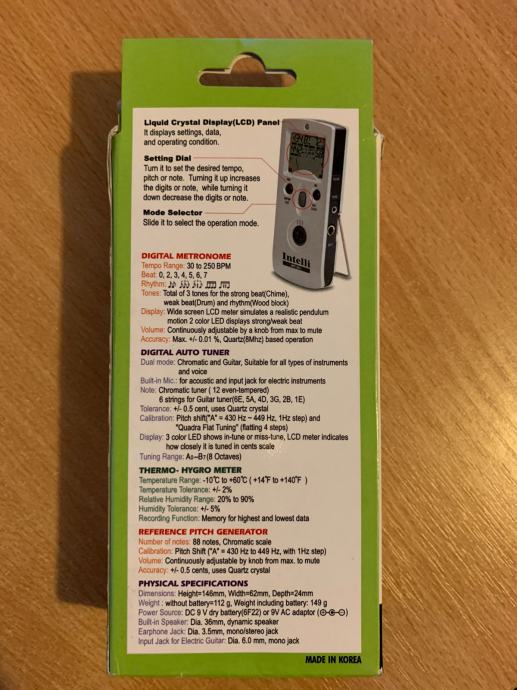 Liquid Crystal Display(LCD) Panel
It displays settings, data,
and operating condition.
Setting Dial
Turn it to set the desired tempo,
pitch or note. Turning it up increases
the digits or note, while turning it
down decrease the digits or note.
Mode Selector
Slide it to select the operation mode.
Intelli
DIGITAL METRONOME
Tempo Range: 30 to 250 BPM
Beat: 0, 2, 3, 4, 5, 6, 7
Rhythm:
Tones: Total of 3 tones for the strong beat(Chime),
weak beat(Drum) and rhythm(Wood block)
Display: Wide screen LCD meter simulates a realistic pendulum
motion 2 color LED displays strong/weak beat
Volume: Continuously adjustable by a knob from max to mute
Accuracy: Max. +/- 0.01 %, Quartz(8Mhz) based operation
DIGITAL AUTO TUNER
Dual mode: Chromatic and Guitar, Suitable for all types of instruments
and voice
Built-in Mic.: for acoustic and input jack for electric instruments
Note: Chromatic tuner ( 12 even-tempered)
6 strings for Guitar tuner(6E, 5A, 4D, 3G, 2B, 1E)
Tolerance: +/- 0.5 cent, uses Quartz crystal
Calibration: Pitch shift("A" = 430 Hz ~ 449 Hz, 1Hz step) and
"Quadra Flat Tuning" (flatting 4 steps)
Display: 3 color LED shows in-tune or miss-tune, LCD meter indicates
how closely it is tuned in cents scale
Tuning Range: A0~B7(8 Octaves)
THERMO- HYGRO METER
Temperature Range: -10℃ to +60℃ ( +14℉ to +140℉ )
Temperature Tolerance: +/- 2%
Relative Humidity Range: 20% to 90%
Humidity Tolerance: +/- 5%
Recording Function: Memory for highest and lowest data
REFERENCE PITCH GENERATOR
Number of notes: 88 notes, Chromatic scale
Calibration: Pitch Shift ("A" = 430 Hz to 449 Hz, with 1Hz step)
Volume: Continuously adjustable by knob from max. to mute
Accuracy: +/- 0.5 cents, uses Quartz crystal
PHYSICAL SPECIFICATIONS
Dimensions: Height=146mm, Width=62mm, Depth=24mm
Weight : without battery=112 g, Weight including battery: 149 g
Power Source: DC 9 V dry battery(6F22) or 9V AC adaptor
Built-in Speaker: Dia. 36mm, dynamic speaker
Earphone Jack: Dia. 3.5mm, mono/stereo jack
Input Jack for Electric Guitar: Dia. 6.0 mm, mono jack
MADE IN KOREA